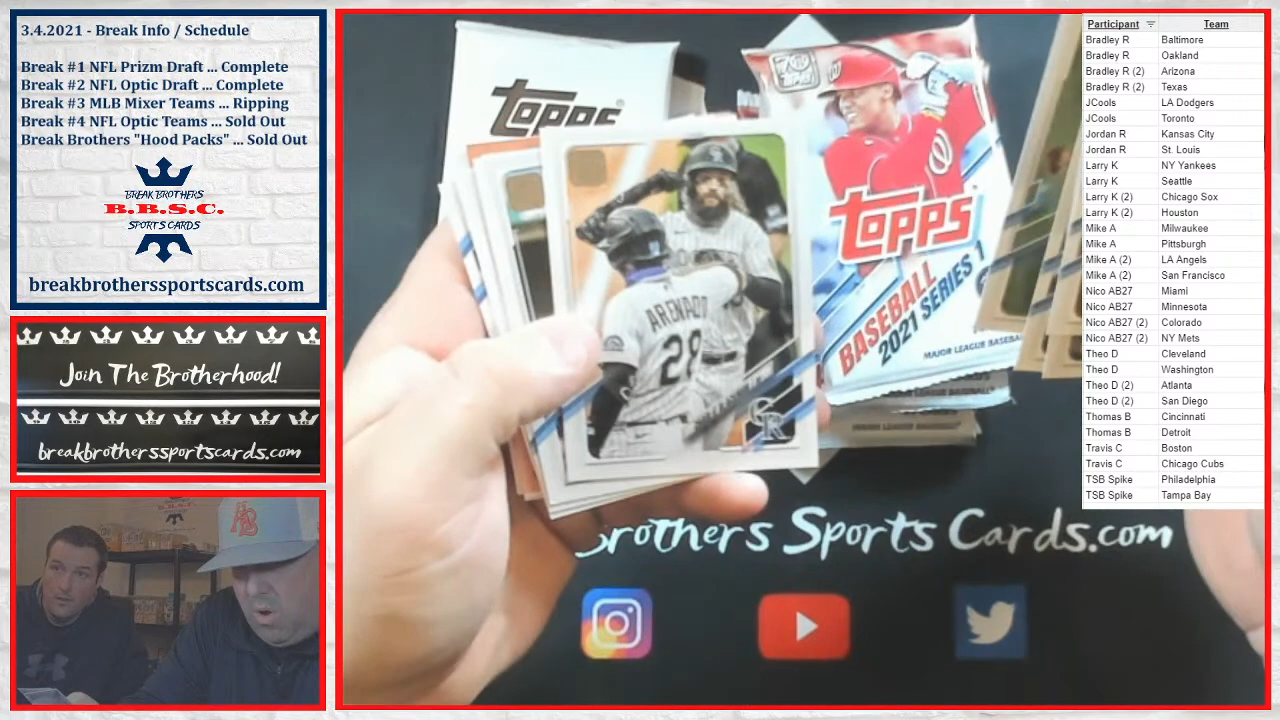 3.4.2021 - Break Info / Schedule
Break #1 NFL Prizm Draft ... Complete
Break #2 NFL Optic Draft ... Complete
Break #3 MLB Mixer Teams ... Ripping
Break #4 NFL Optic Teams ... Sold Out
Break Brothers "Hood Packs" ... Sold Out
BREAK BROTHERS
B.B.S.C.
SPORTS CARDS
breakbrotherssportscards.com
Join The Brotherhood!
breakbrotherssportscards.com
topps
ARENADO
28
CR
70
topps
TOPPS
BASEBALL
2021 SERIES 1
MAJOR LEAGUE BASEBALL
Brothers Sports Cards.com
Participant Team
Bradley R Baltimore
Bradley R Oakland
Bradley R (2) Arizona
Bradley R (2) Texas
JCools LA Dodgers
JCools Toronto
Jordan R Kansas City
Jordan R St. Louis
Larry K NY Yankees
Larry K Seattle
Larry K (2) Chicago Sox
Larry K (2) Houston
Mike A Milwaukee
Mike A Pittsburgh
Mike A (2) LA Angels
Mike A (2) San Francisco
Nico AB27 Miami
Nico AB27 Minnesota
Nico AB27 (2) Colorado
Nico AB27 (2) NY Mets
Theo D Cleveland
Theo D Washington
Theo D (2) Atlanta
Theo D (2) San Diego
Thomas B Cincinnati
Thomas B Detroit
Travis C Boston
Travis C Chicago Cubs
TSB Spike Philadelphia
TSB Spike Tampa Bay